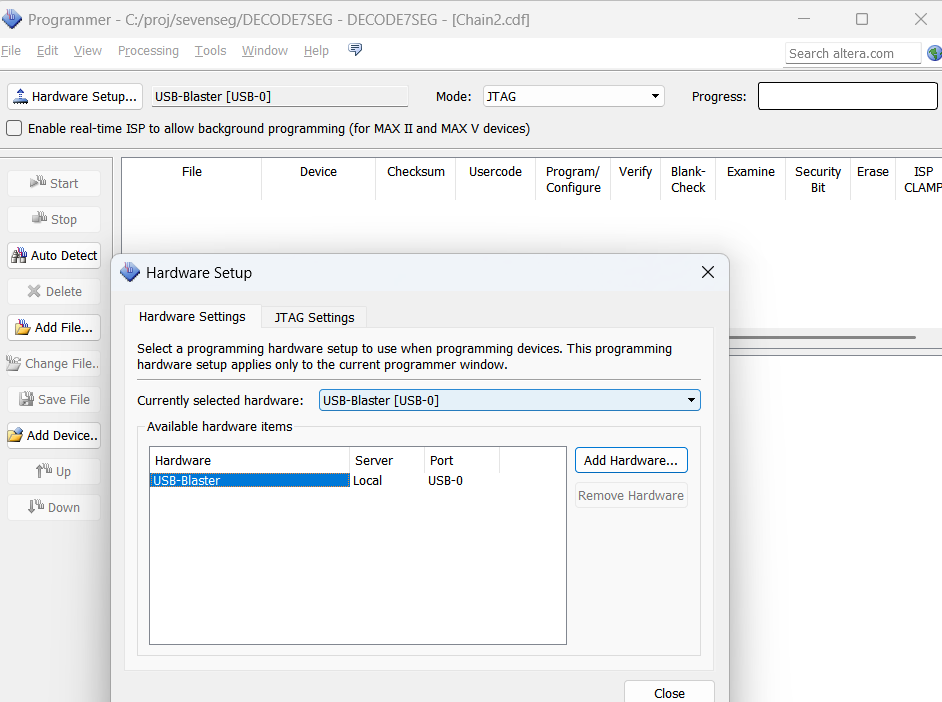 Programmer - C:/proj/sevenseg/DECODE7SEG - DECODE7SEG - [Chain2.cdf]
File Edit View Processing Tools Window Help
Search altera.com
Hardware Setup... USB-Blaster [USB-0] Mode: JTAG Progress:
Enable real-time ISP to allow background programming (for MAX II and MAX V devices)
File Device Checksum Usercode Program/ Configure Verify Blank- Check Examine Security Bit Erase ISP CLAMP
Start
Stop
Auto Detect
Delete
Add File...
Change File..
Save File
Add Device..
Up
Down
Hardware Setup
Hardware Settings JTAG Settings
Select a programming hardware setup to use when programming devices. This programming
hardware setup applies only to the current programmer window.
Currently selected hardware: USB-Blaster [USB-0]
Available hardware items
Hardware Server Port
USB-Blaster Local USB-0
Add Hardware...
Remove Hardware
Close